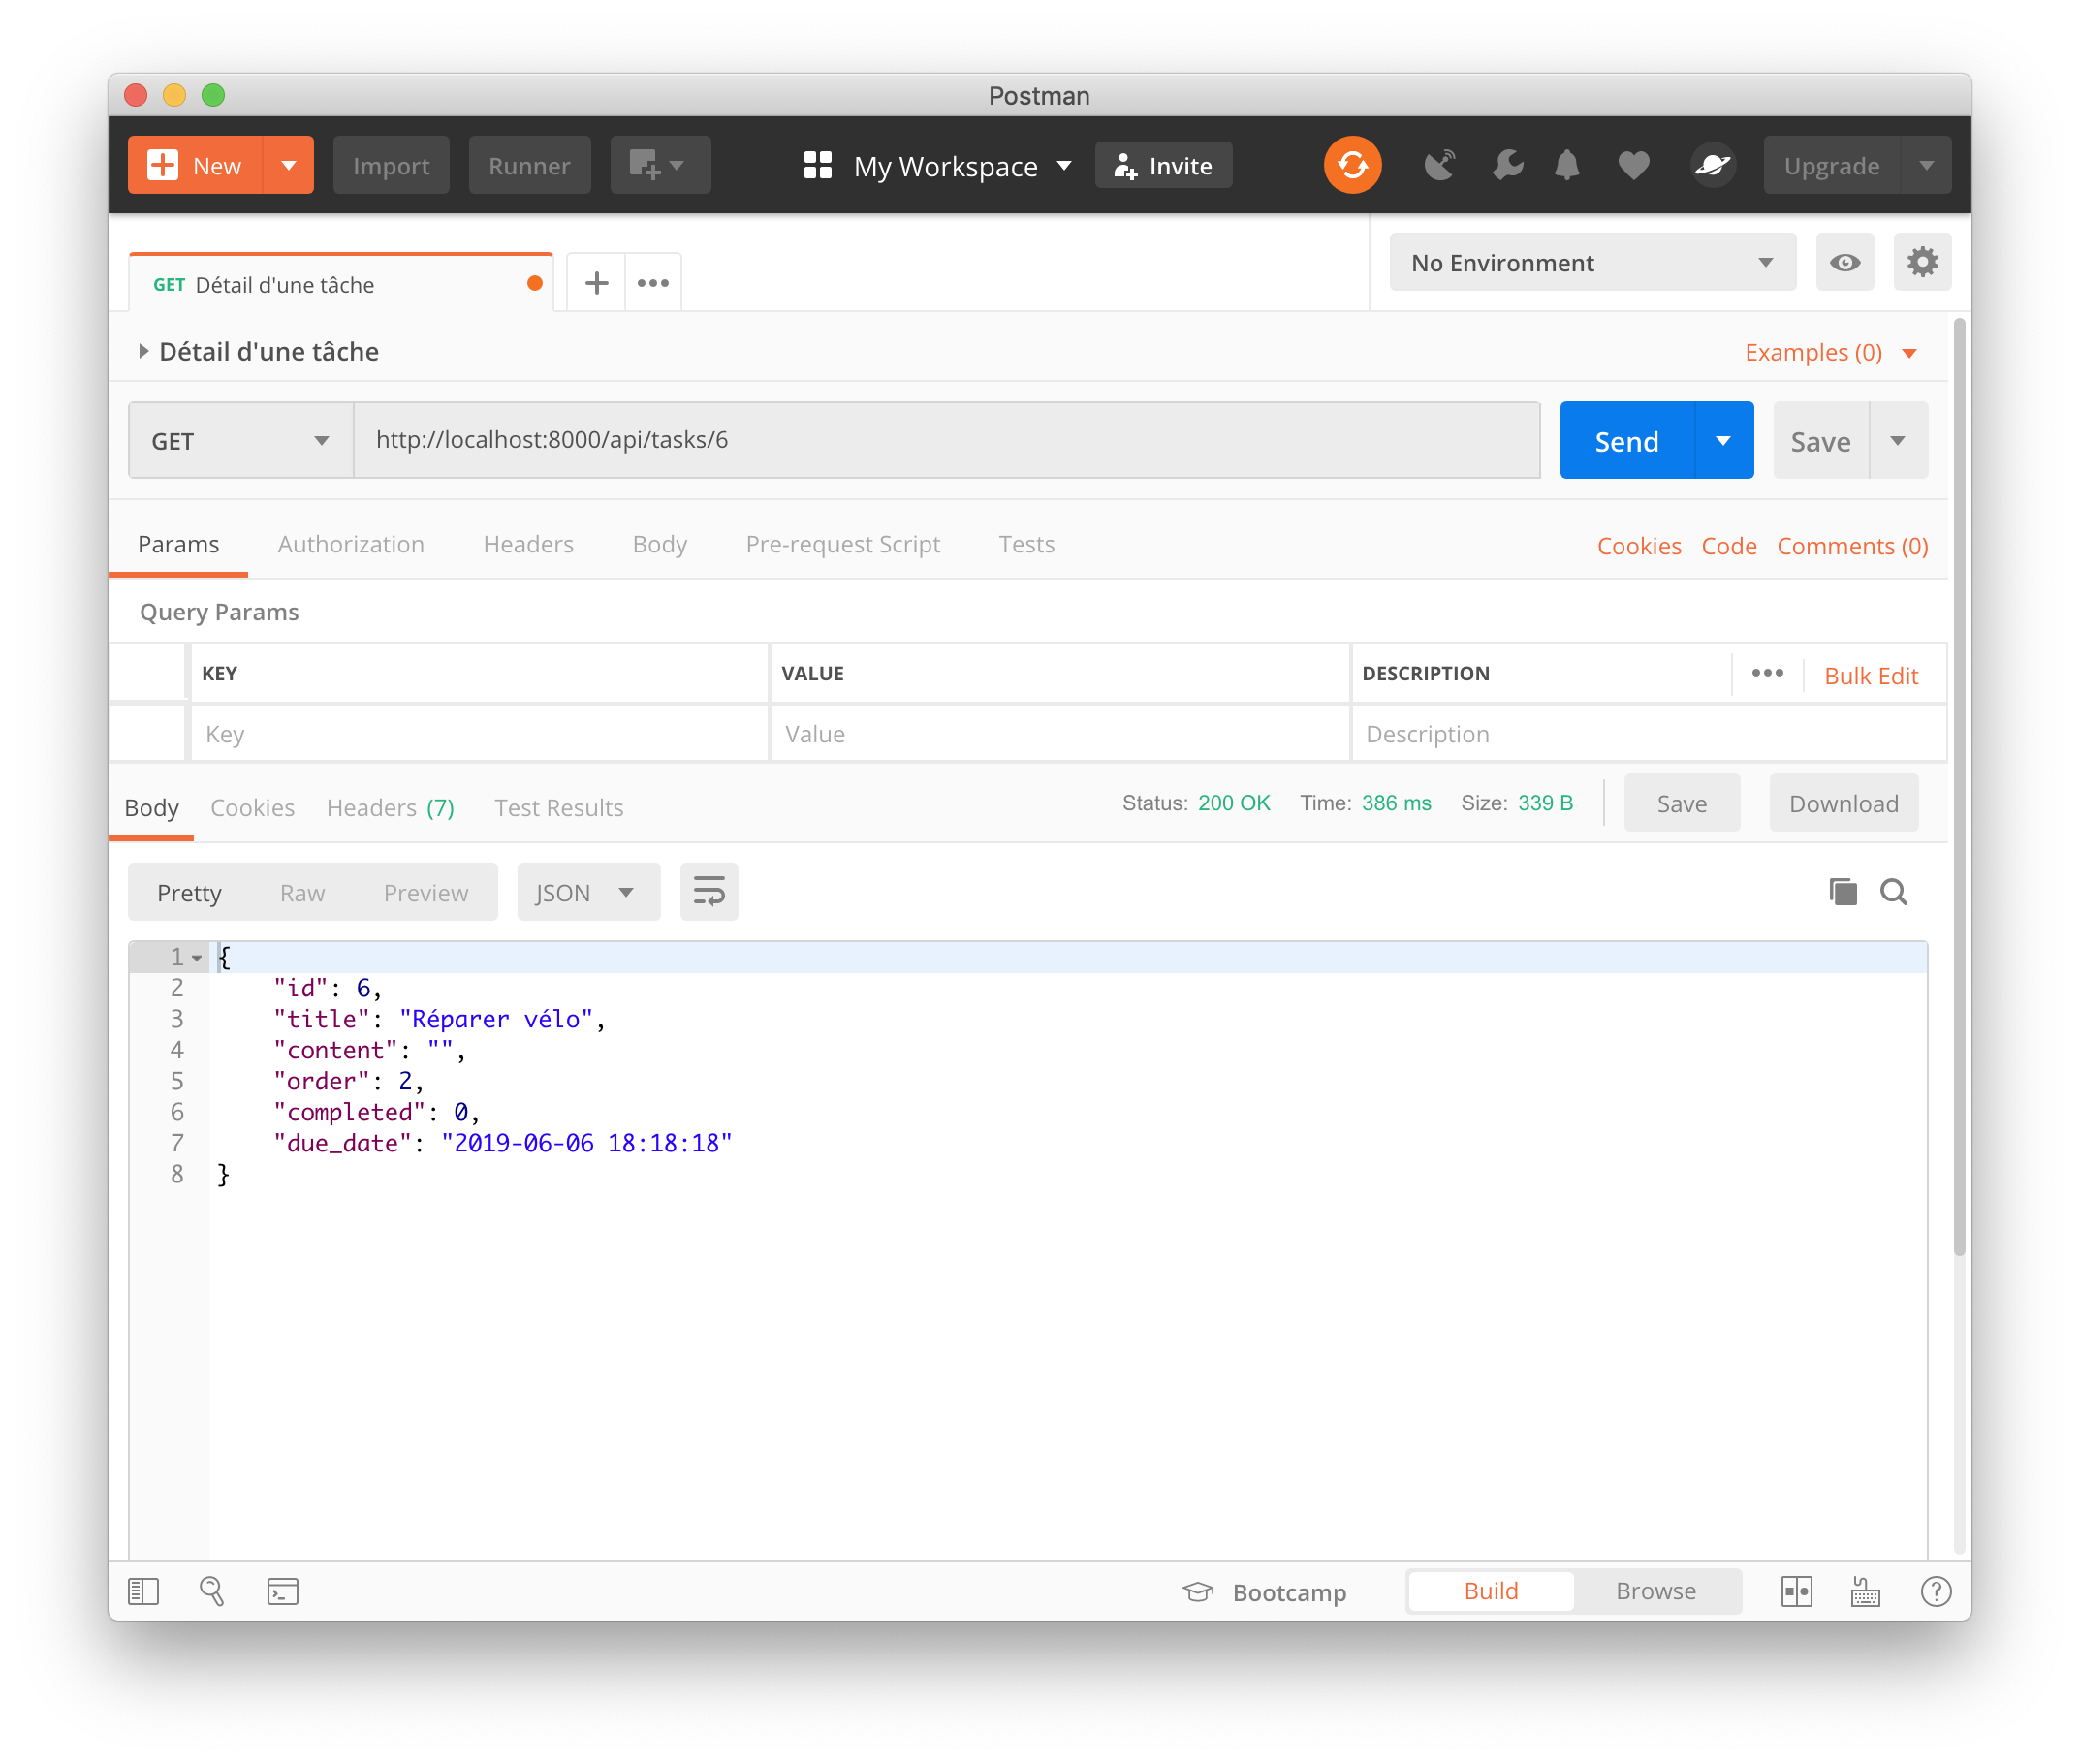 Postman
New Import Runner My Workspace Invite Upgrade
GET Détail d'une tâche No Environment
Détail d'une tâche Examples (0)
GET http://localhost:8000/api/tasks/6 Send Save
Params Authorization Headers Body Pre-request Script Tests Cookies Code Comments (0)
Query Params
KEY VALUE DESCRIPTION Bulk Edit
Key Value Description
Body Cookies Headers (7) Test Results Status: 200 OK Time: 386 ms Size: 339 B Save Download
Pretty Raw Preview JSON
1 {
2 "id": 6,
3 "title": "Réparer vélo",
4 "content": "",
5 "order": 2,
6 "completed": 0,
7 "due_date": "2019-06-06 18:18:18"
8 }
Bootcamp Build Browse